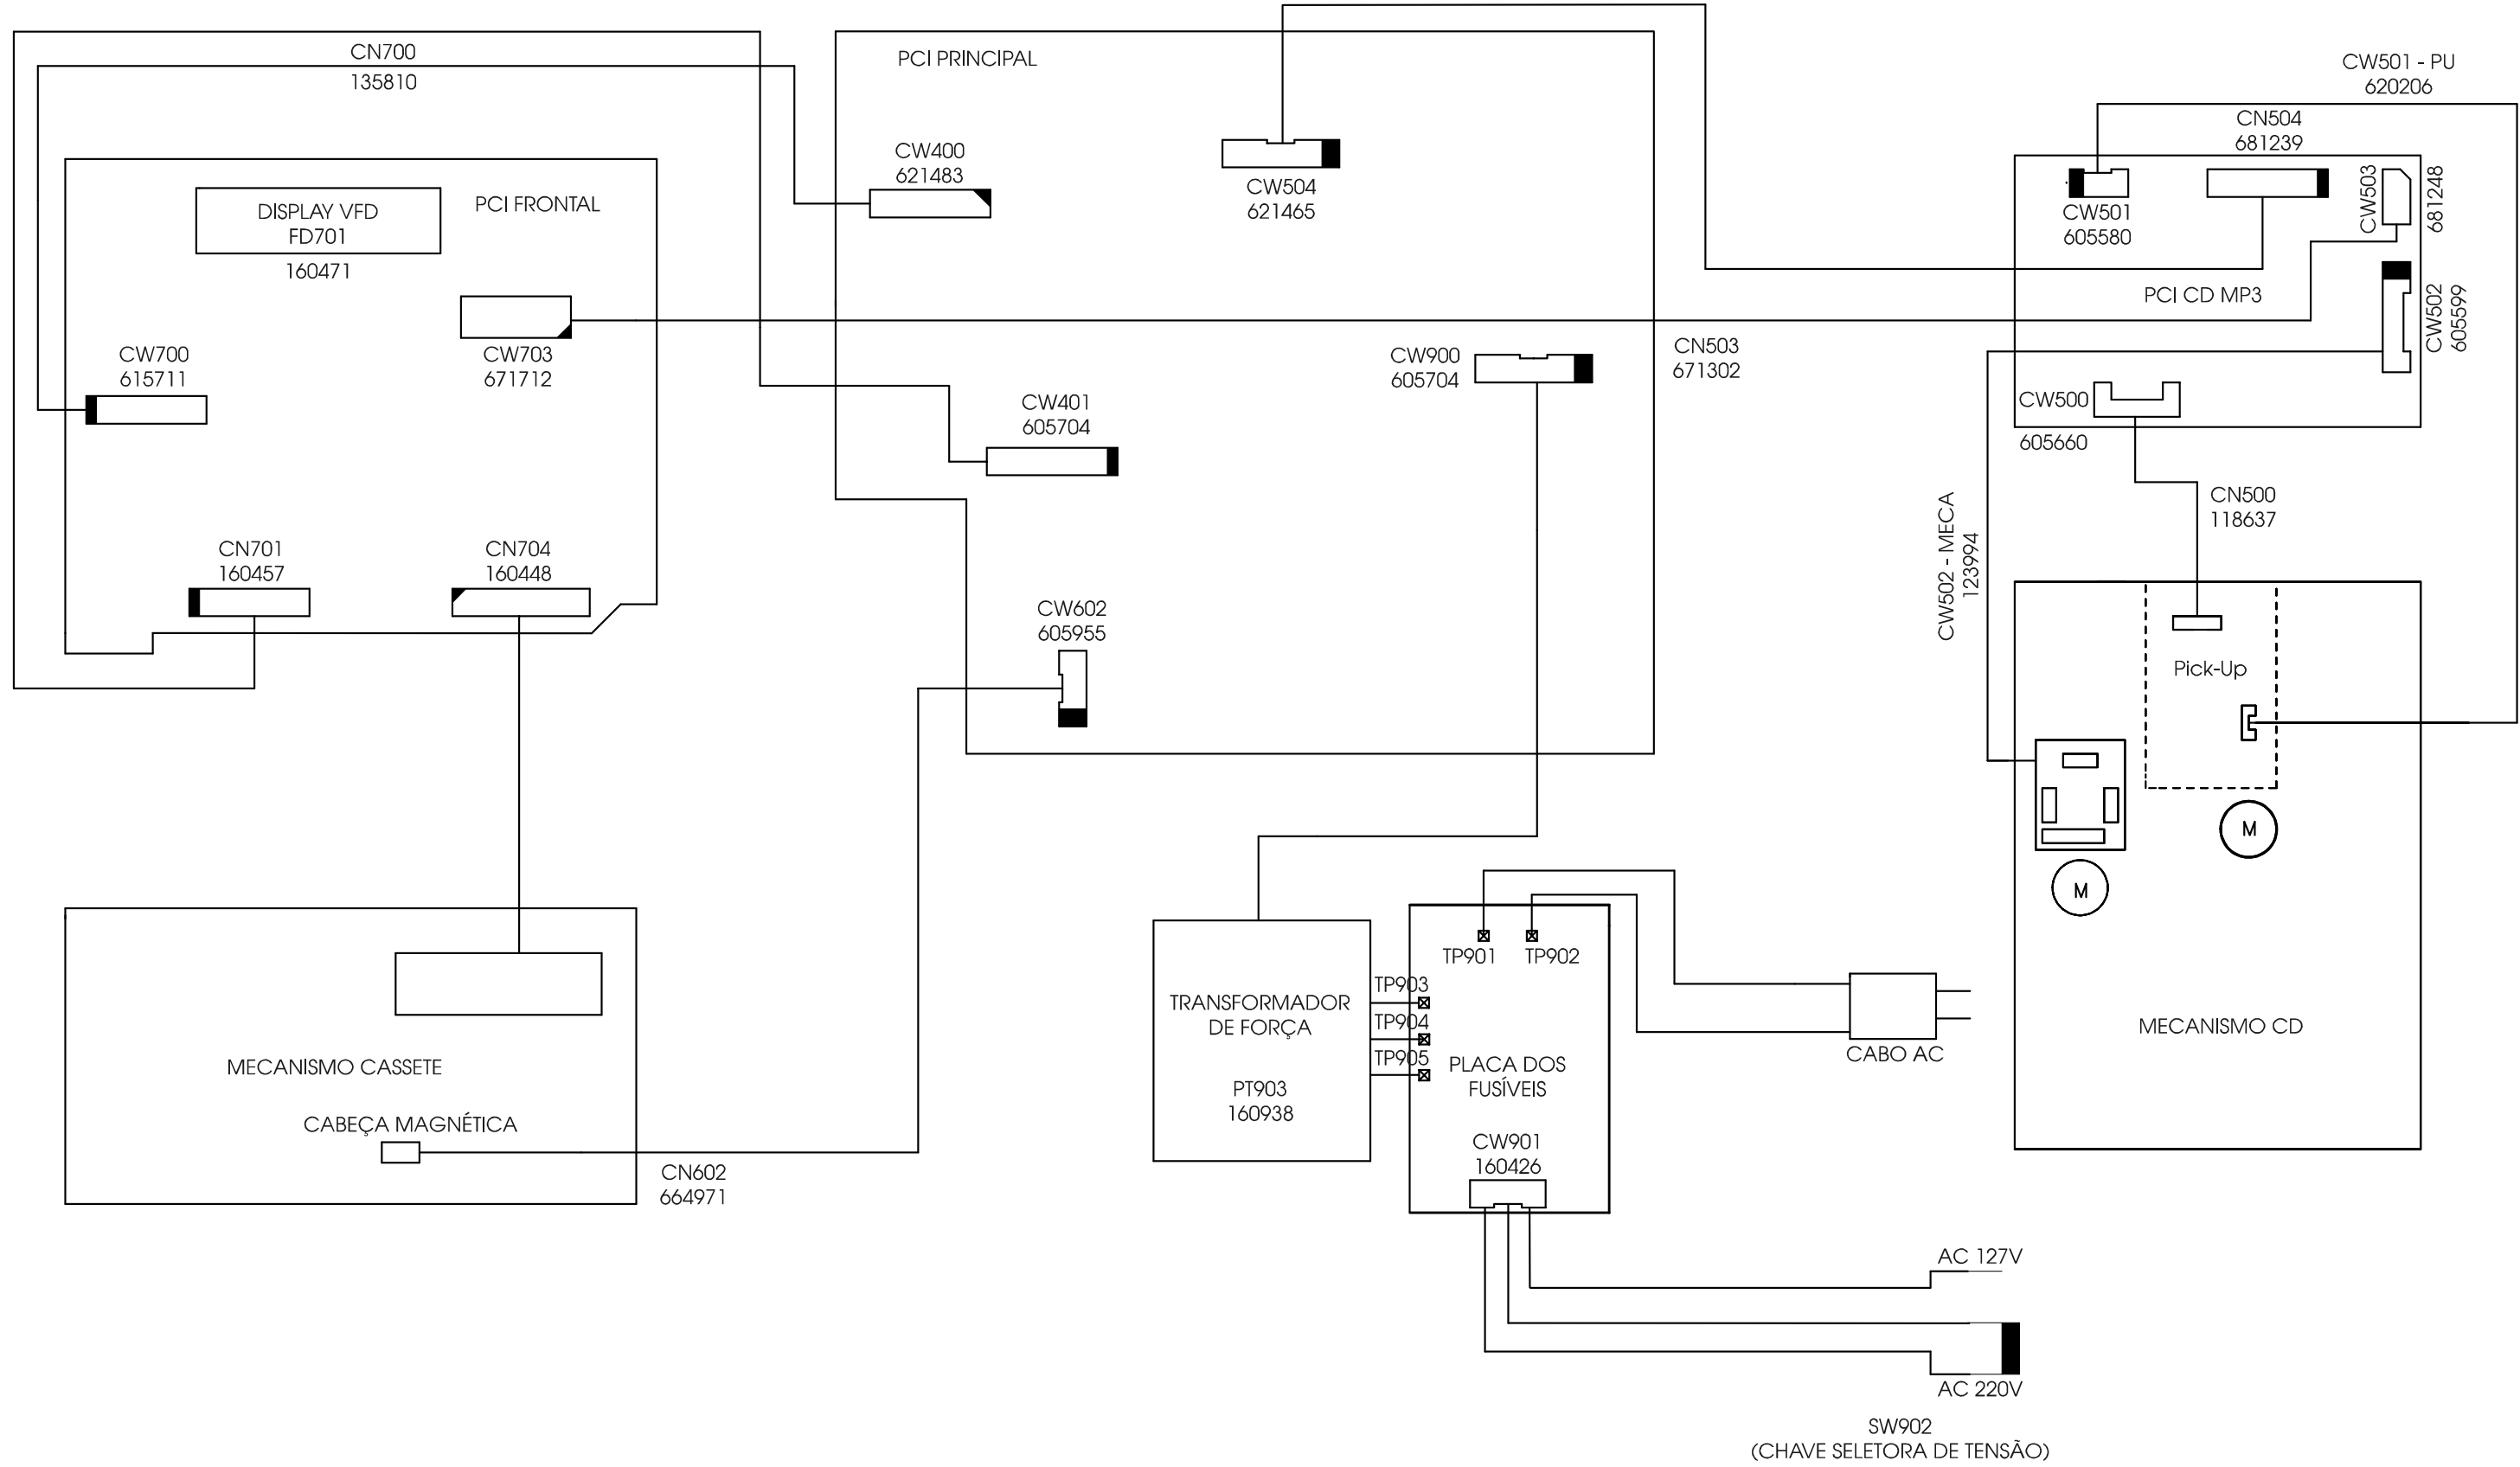 CN700
135810
PCI PRINCIPAL
CW501 - PU
620206
CN504
681239
CW400
621483
CW504
621465
CW501
605580
CW503
681248
DISPLAY VFD
FD701
160471
PCI FRONTAL
PCI CD MP3
CW502
605599
CW700
615711
CW703
671712
CW900
605704
CN503
671302
CW401
605704
CW500
605660
CN500
118637
CW502 - MECA
123994
CN701
160457
CN704
160448
CW602
605955
Pick-Up
M
M
TP901
TP902
TP903
TP904
TP905
TRANSFORMADOR
DE FORÇA
PT903
160938
PLACA DOS
FUSÍVEIS
CABO AC
MECANISMO CD
MECANISMO CASSETE
CABEÇA MAGNÉTICA
CN602
664971
CW901
160426
AC 127V
AC 220V
SW902
(CHAVE SELETORA DE TENSÃO)